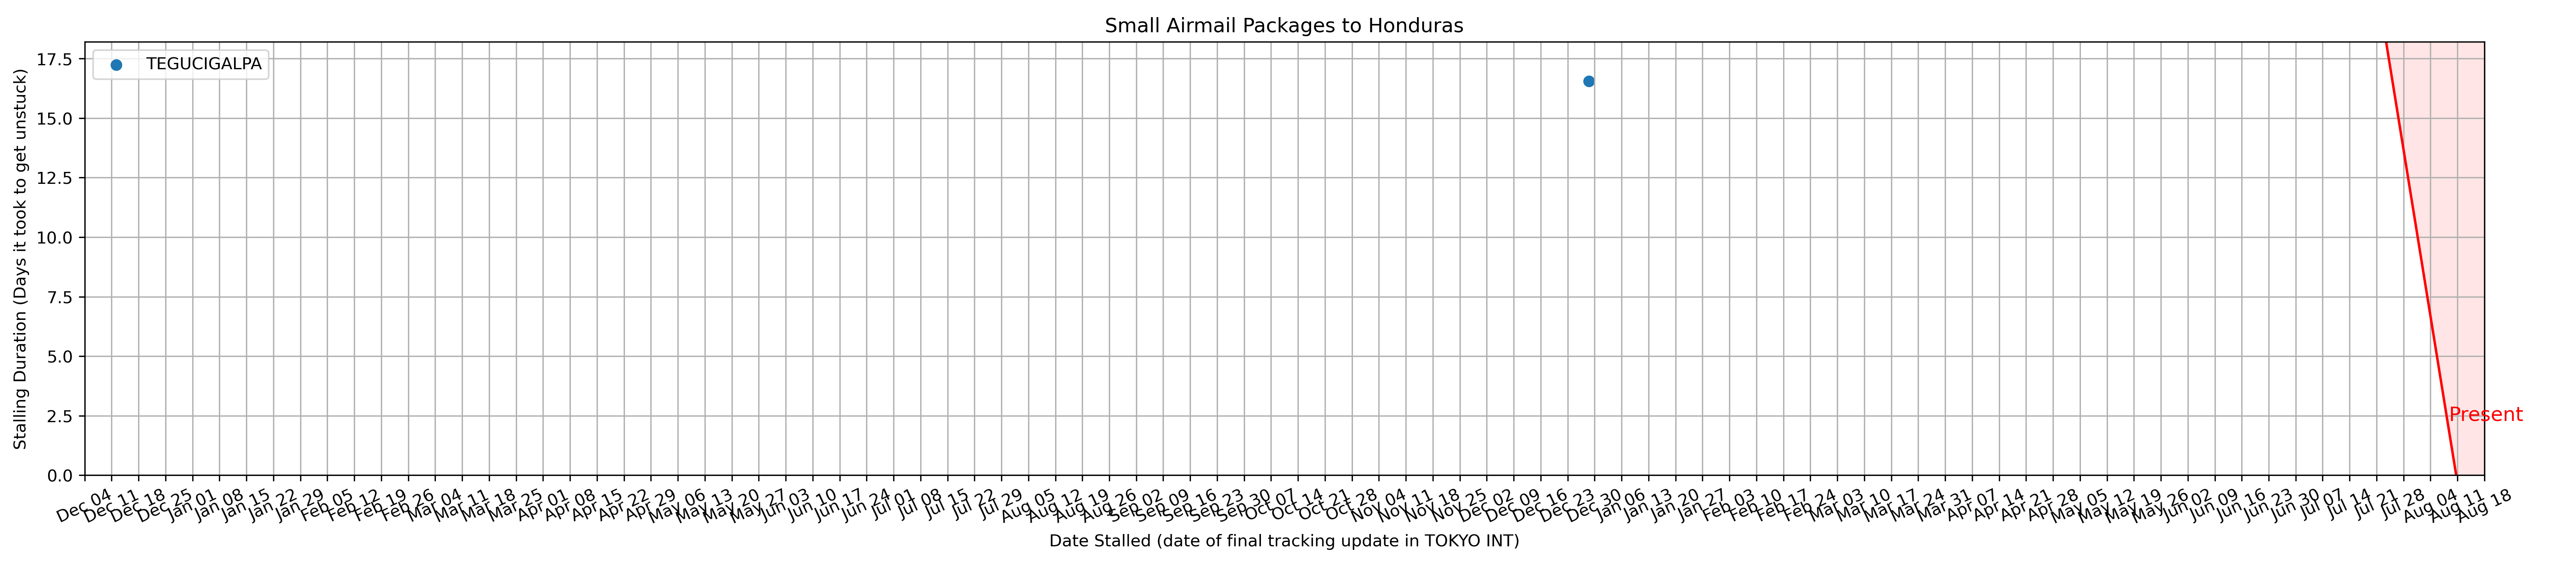 Small Airmail Packages to Honduras
TEGUCIGALPA
Stalling Duration (Days it took to get unstuck)
17.5
15.0
12.5
10.0
7.5
5.0
2.5
0.0
Present
Dec 04
Dec 11
Dec 18
Dec 25
Jan 01
Jan 08
Jan 15
Jan 22
Jan 29
Feb 05
Feb 12
Feb 19
Feb 26
Mar 04
Mar 11
Mar 18
Mar 25
Apr 01
Apr 08
Apr 15
Apr 22
Apr 29
May 06
May 13
May 20
May 27
Jun 03
Jun 10
Jun 17
Jun 24
Jul 01
Jul 08
Jul 15
Jul 22
Jul 29
Aug 05
Aug 12
Aug 19
Aug 26
Sep 02
Sep 09
Sep 16
Sep 23
Sep 30
Oct 07
Oct 14
Oct 21
Oct 28
Nov 04
Nov 11
Nov 18
Nov 25
Dec 02
Dec 09
Dec 16
Dec 23
Dec 30
Jan 06
Jan 13
Jan 20
Jan 27
Feb 03
Feb 10
Feb 17
Feb 24
Mar 03
Mar 10
Mar 17
Mar 24
Mar 31
Apr 07
Apr 14
Apr 21
Apr 28
May 05
May 12
May 19
May 26
Jun 02
Jun 09
Jun 16
Jun 23
Jun 30
Jul 07
Jul 14
Jul 21
Jul 28
Aug 04
Aug 11
Aug 18
Date Stalled (date of final tracking update in TOKYO INT)